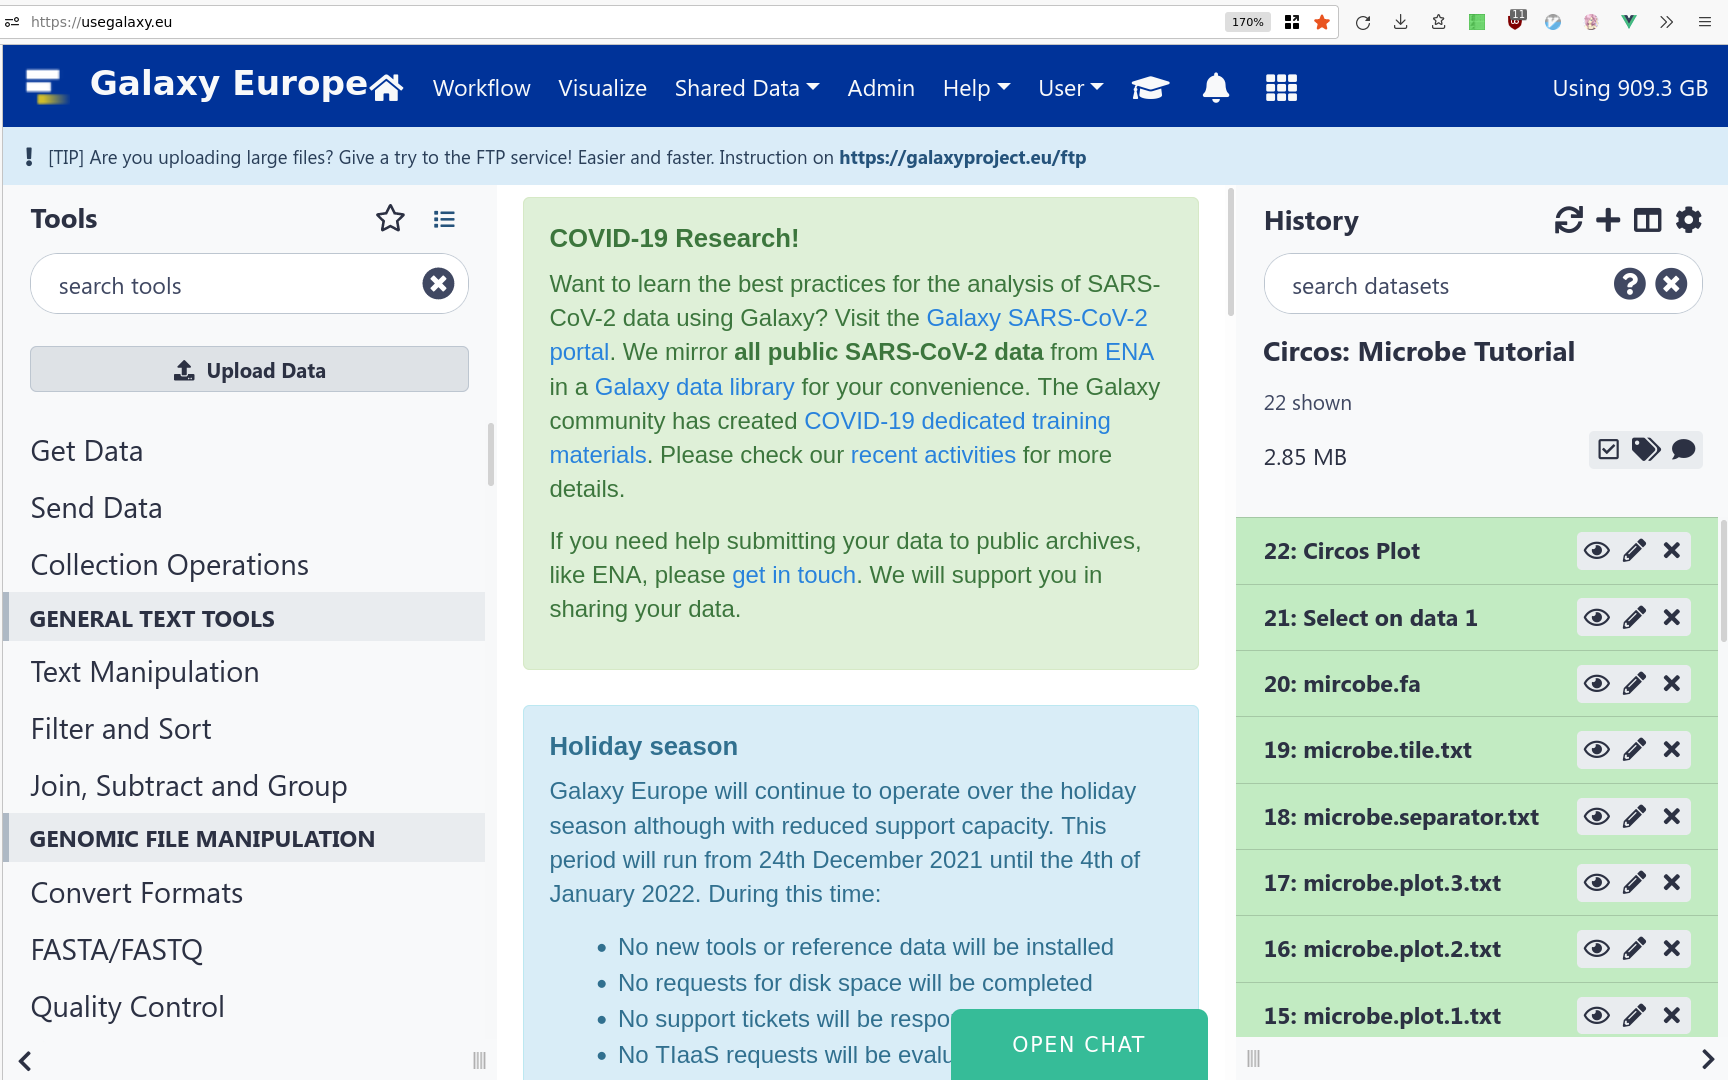 https://usegalaxy.eu
170%
11
Galaxy Europe
Workflow
Visualize
Shared Data
Admin
Help
User
Using 909.3 GB
[TIP] Are you uploading large files? Give a try to the FTP service! Easier and faster. Instruction on https://galaxyproject.eu/ftp
Tools
search tools
Upload Data
Get Data
Send Data
Collection Operations
GENERAL TEXT TOOLS
Text Manipulation
Filter and Sort
Join, Subtract and Group
GENOMIC FILE MANIPULATION
Convert Formats
FASTA/FASTQ
Quality Control
COVID-19 Research!
Want to learn the best practices for the analysis of SARS-
CoV-2 data using Galaxy? Visit the Galaxy SARS-CoV-2
portal. We mirror all public SARS-CoV-2 data from ENA
in a Galaxy data library for your convenience. The Galaxy
community has created COVID-19 dedicated training
materials. Please check our recent activities for more
details.
If you need help submitting your data to public archives,
like ENA, please get in touch. We will support you in
sharing your data.
Holiday season
Galaxy Europe will continue to operate over the holiday
season although with reduced support capacity. This
period will run from 24th December 2021 until the 4th of
January 2022. During this time:
• No new tools or reference data will be installed
• No requests for disk space will be completed
• No support tickets will be respo
• No TIaaS requests will be evalu
OPEN CHAT
History
search datasets
Circos: Microbe Tutorial
22 shown
2.85 MB
22: Circos Plot
21: Select on data 1
20: mircobe.fa
19: microbe.tile.txt
18: microbe.separator.txt
17: microbe.plot.3.txt
16: microbe.plot.2.txt
15: microbe.plot.1.txt